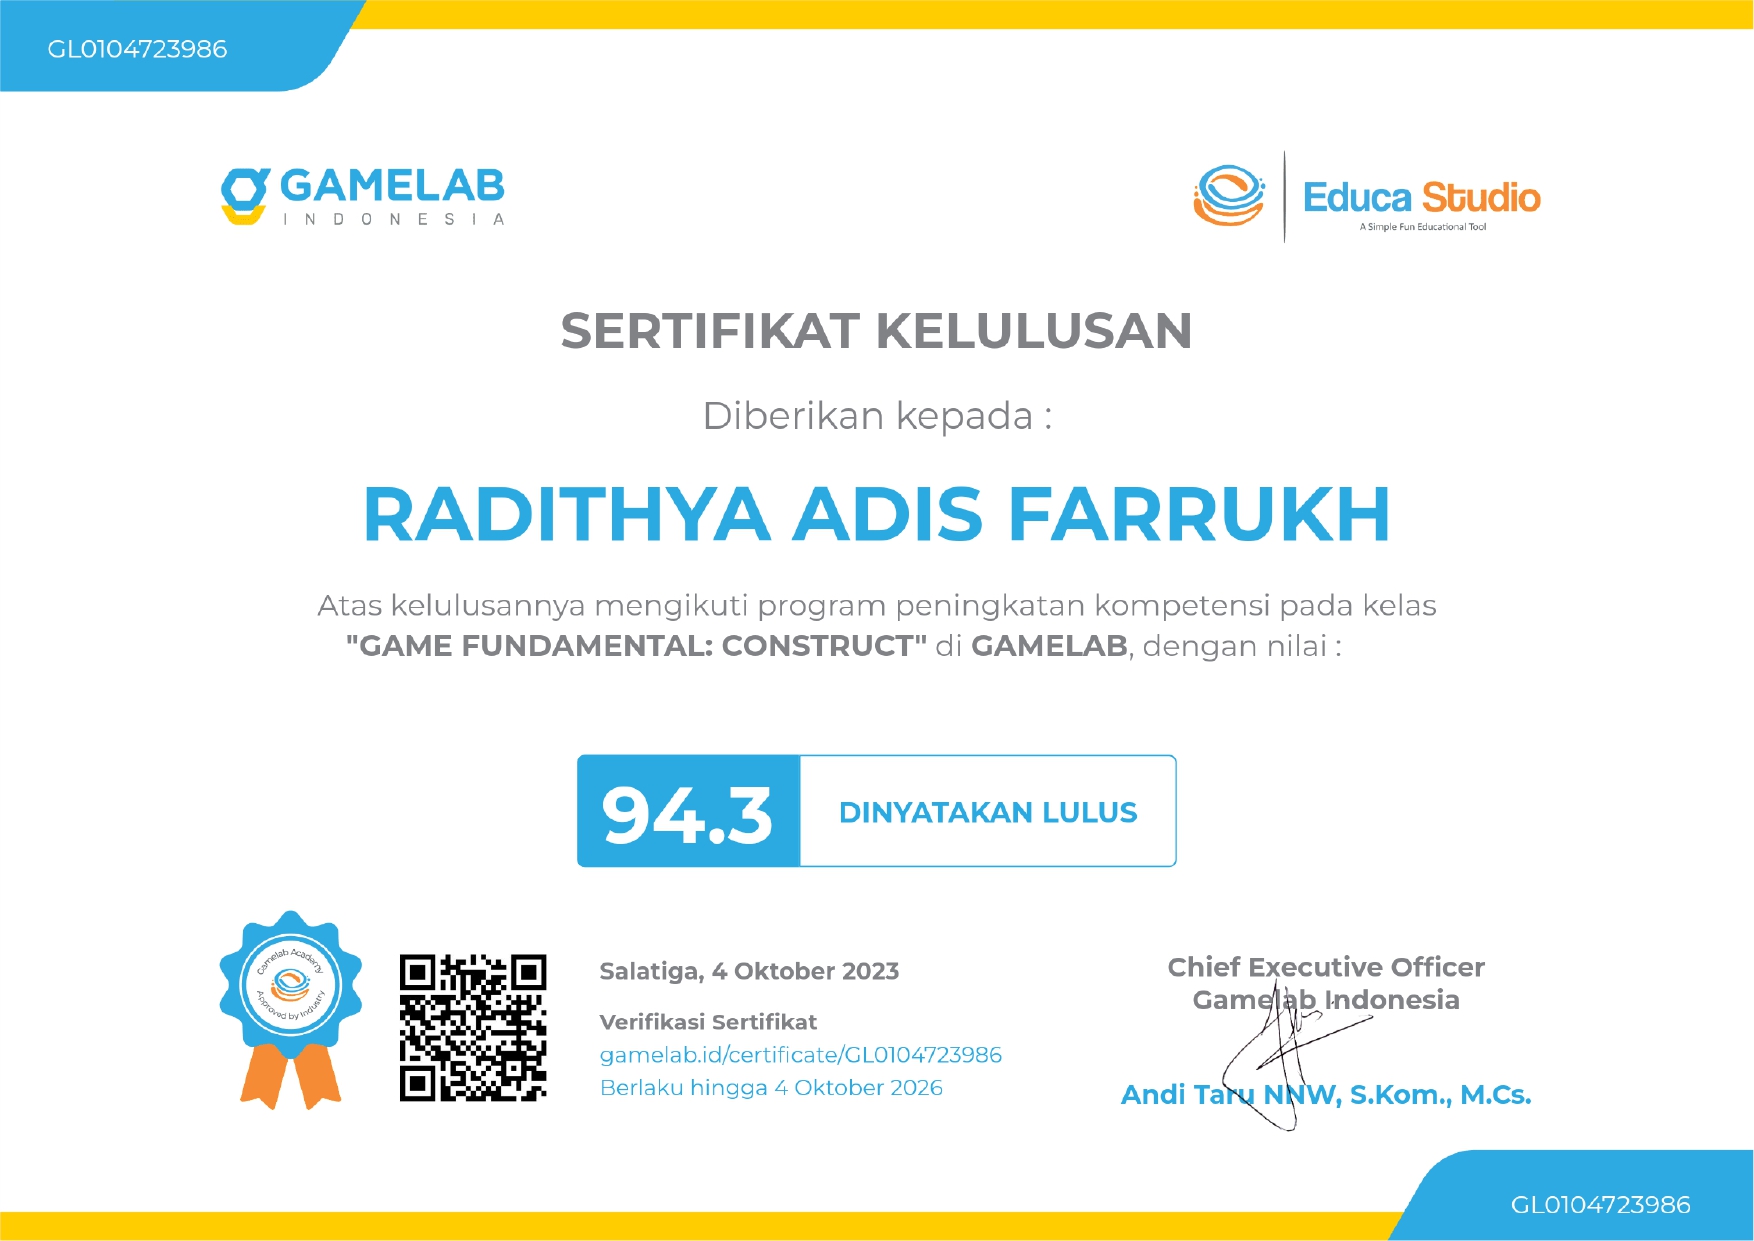 GL0104723986
GAMELAB
INDONESIA
Educa Studio
A Simple Fun Educational Tool
SERTIFIKAT KELULUSAN
Diberikan kepada :
RADITHYA ADIS FARRUKH
Atas kelulusannya mengikuti program peningkatan kompetensi pada kelas
"GAME FUNDAMENTAL: CONSTRUCT" di GAMELAB, dengan nilai :
94.3
DINYATAKAN LULUS
Gamelab Academy
Approved by Industry
Salatiga, 4 Oktober 2023
Verifikasi Sertifikat
gamelab.id/certificate/GL0104723986
Berlaku hingga 4 Oktober 2026
Chief Executive Officer
Gamelab Indonesia
Andi Taru NNW, S.Kom., M.Cs.
GL0104723986